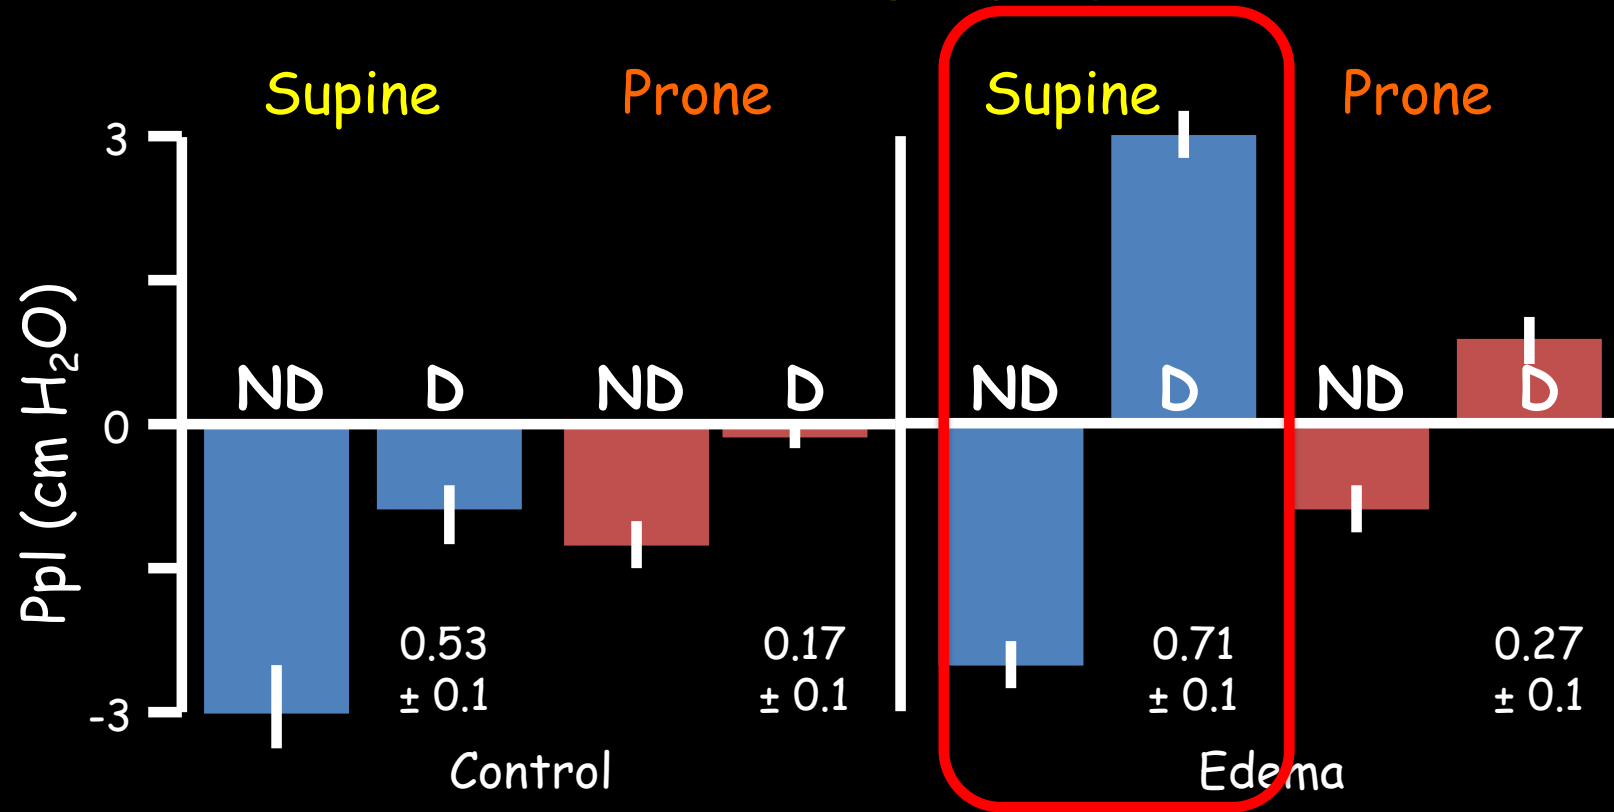 Supine Prone Supine Prone
3
ND D ND D ND D ND D
0
Ppl (cm H₂O)
0.53 0.17 0.71 0.27
± 0.1 ± 0.1 ± 0.1 ± 0.1
-3
Control Edema